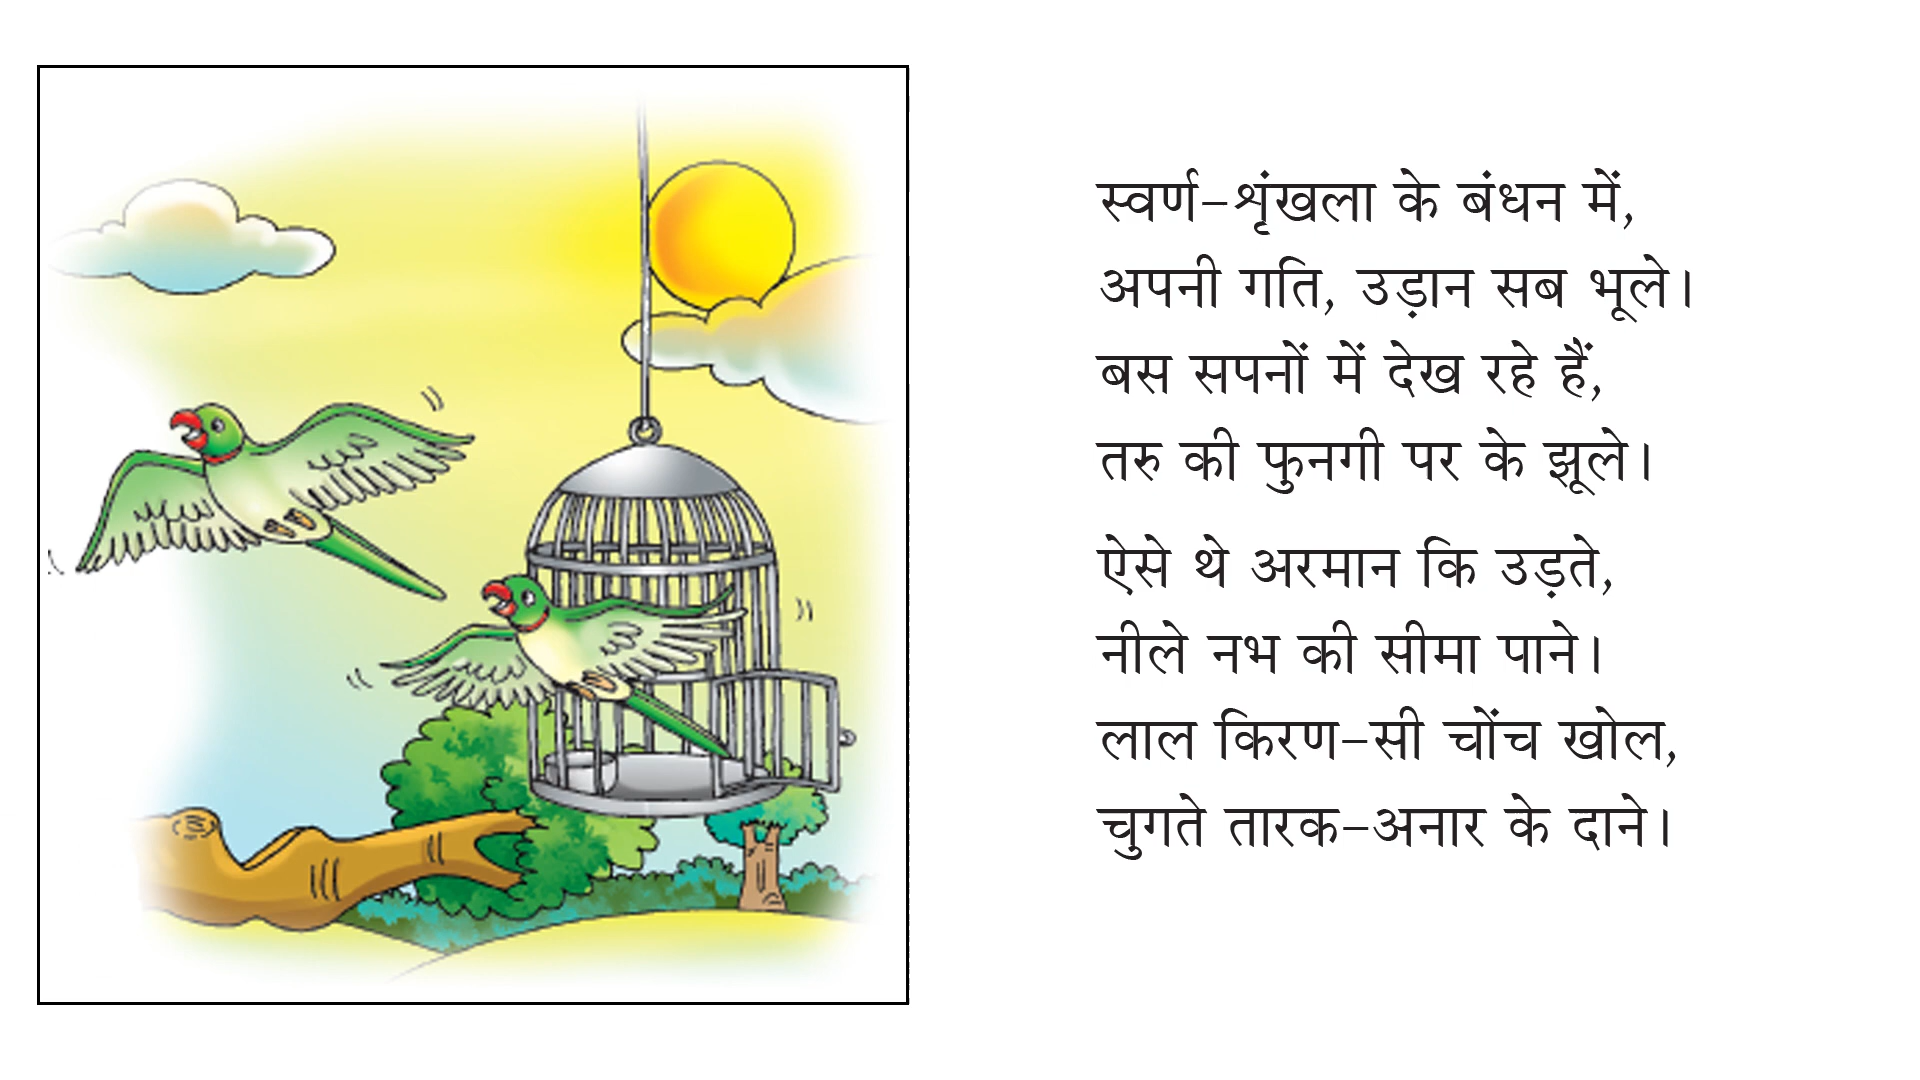 स्वर्ण-शृंखला के बंधन में,
अपनी गति, उड़ान सब भूले।
बस सपनों में देख रहे हैं,
तरु की फुनगी पर के झूले।
ऐसे थे अरमान कि उड़ते,
नीले नभ की सीमा पाने।
लाल किरण-सी चोंच खोल,
चुगते तारक-अनार के दाने।